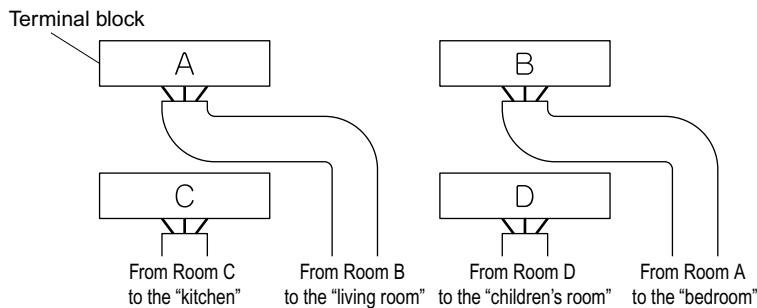 Terminal block
A
B
C
D
From Room C
to the “kitchen”
From Room B
to the “living room”
From Room D
to the “children’s room”
From Room A
to the “bedroom”